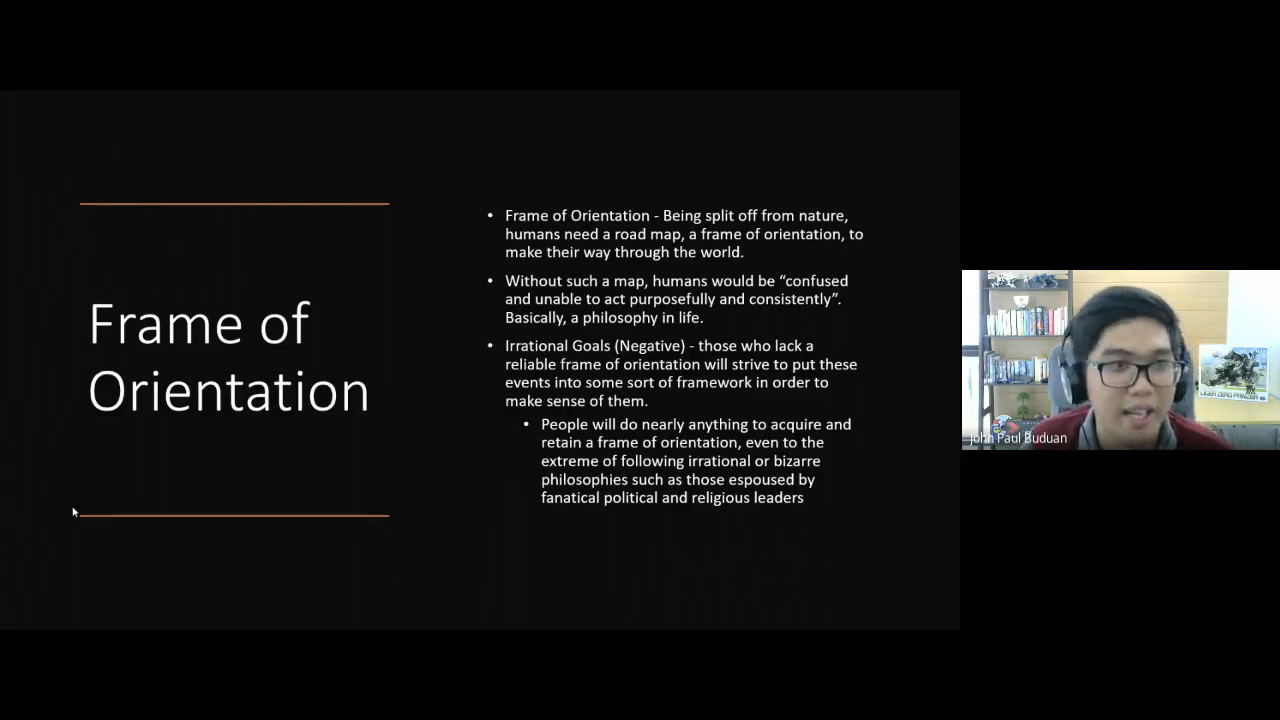 Frame of
Orientation
• Frame of Orientation - Being split off from nature,
humans need a road map, a frame of orientation, to
make their way through the world.
• Without such a map, humans would be “confused
and unable to act purposefully and consistently”.
Basically, a philosophy in life.
• Irrational Goals (Negative) - those who lack a
reliable frame of orientation will strive to put these
events into some sort of framework in order to
make sense of them.
• People will do nearly anything to acquire and
retain a frame of orientation, even to the
extreme of following irrational or bizarre
philosophies such as those espoused by
fanatical political and religious leaders
LIGER ZERO PANZER
John Paul Buduan